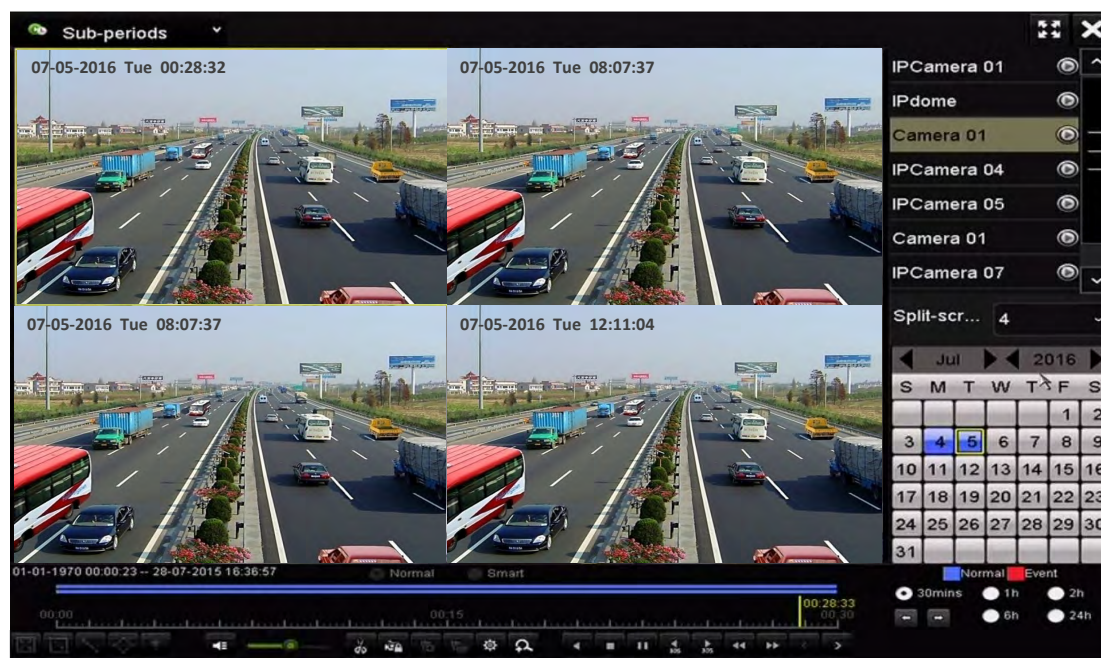 Sub-periods
07-05-2016 Tue 00:28:32
07-05-2016 Tue 08:07:37
07-05-2016 Tue 08:07:37
07-05-2016 Tue 12:11:04
IPCamera 01
IPdome
Camera 01
IPCamera 04
IPCamera 05
Camera 01
IPCamera 07
Split-scr... 4
Jul 2016
S M T W T F S
1 2
3 4 5 6 7 8 9
10 11 12 13 14 15 16
17 18 19 20 21 22 23
24 25 26 27 28 29 30
31
Normal Event
30mins 1h 2h
6h 24h
01-01-1970 00:00:23 -- 28-07-2015 16:36:57 Normal Smart
00:28:33
00:00 00:15 00:30
30S 30S